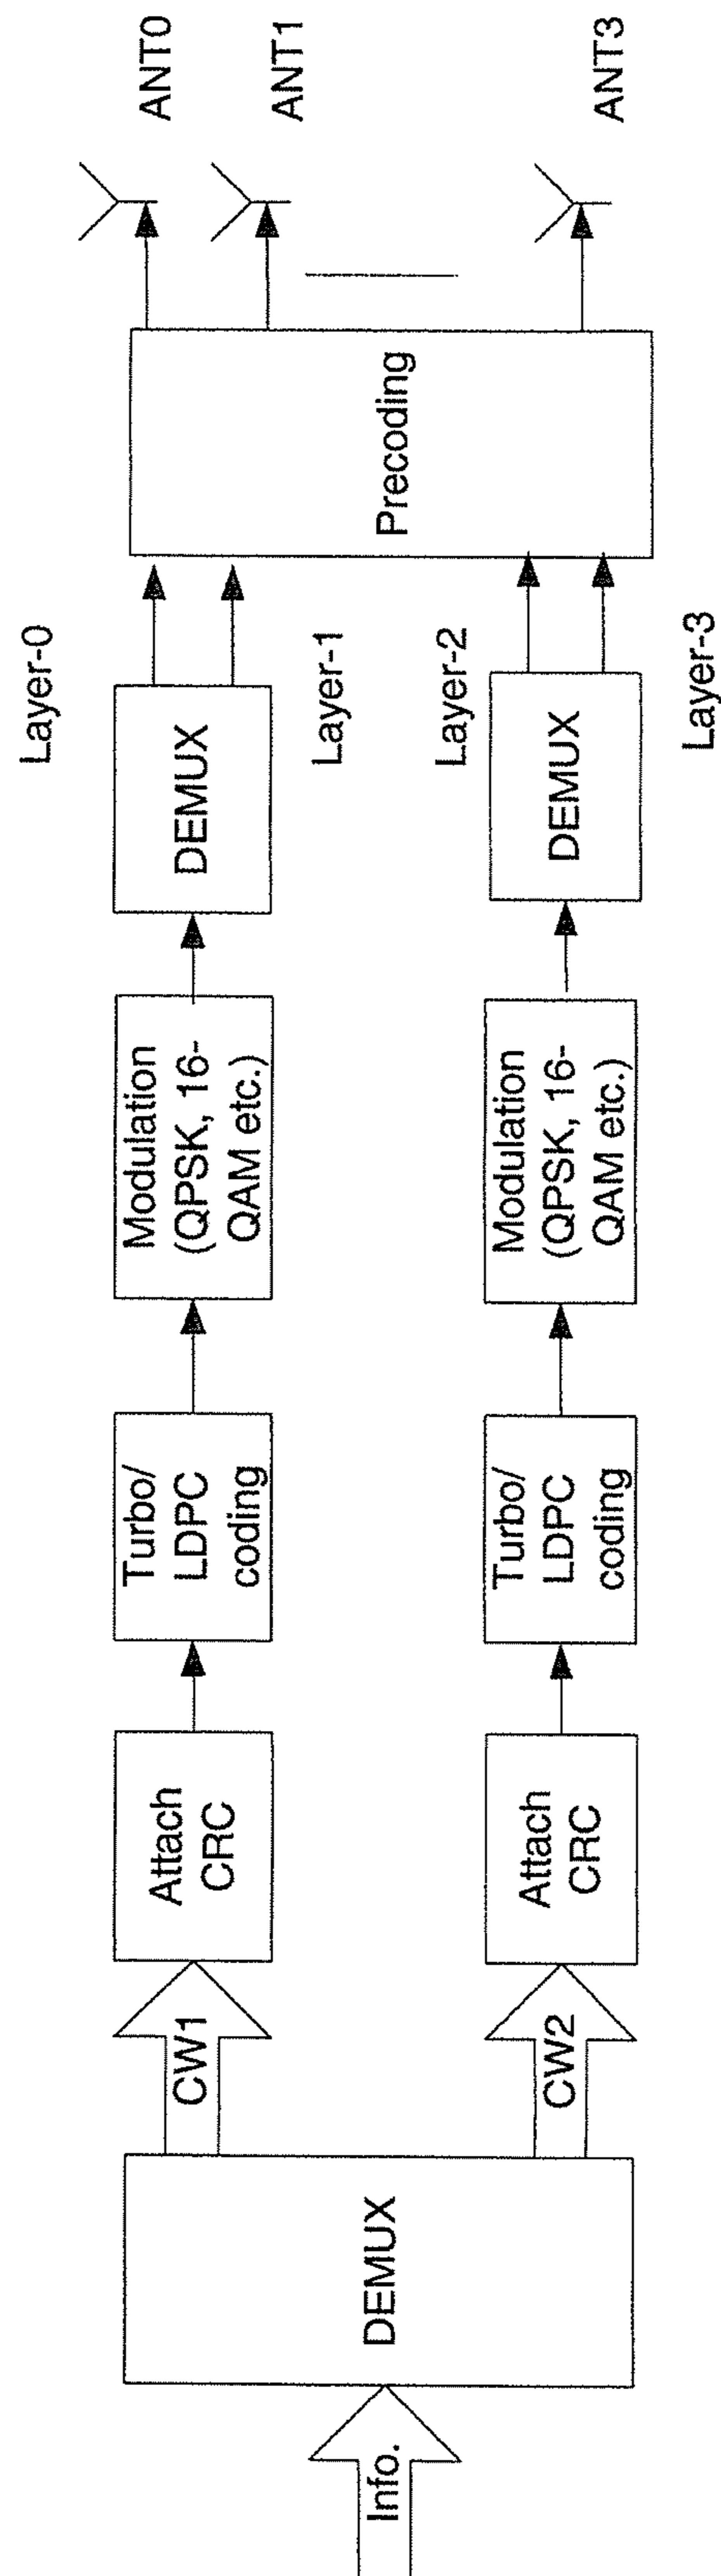 Info.
DEMUX
CW1
Attach
CRC
Turbo/
LDPC
coding
Modulation
(QPSK, 16-
QAM etc.)
DEMUX
Layer-0
Layer-1
CW2
Attach
CRC
Turbo/
LDPC
coding
Modulation
(QPSK, 16-
QAM etc.)
DEMUX
Layer-2
Layer-3
Precoding
ANT0
ANT1
ANT3